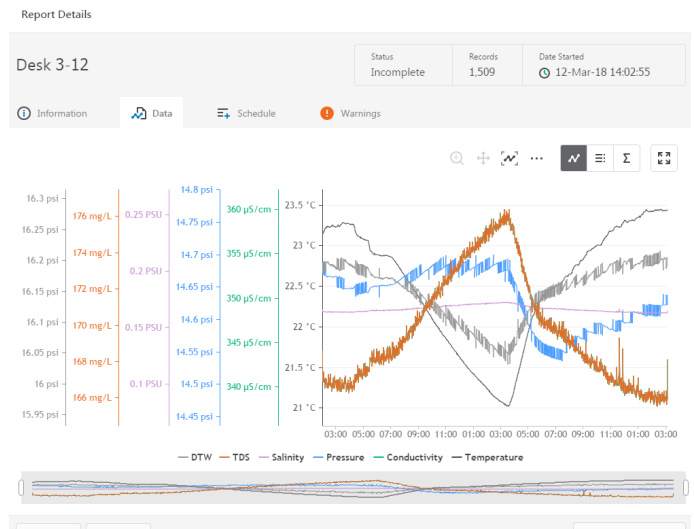 Report Details
Desk 3-12
Status Records Date Started
Incomplete 1,509 12-Mar-18 14:02:55
Information Data Schedule Warnings
16.3 psi 176 mg/L 0.25 PSU 14.8 psi 360 µS/cm 23.5 °C
16.25 psi 174 mg/L 0.2 PSU 14.75 psi 355 µS/cm 23 °C
16.2 psi 172 mg/L 0.15 PSU 14.7 psi 350 µS/cm 22.5 °C
16.15 psi 170 mg/L 0.1 PSU 14.65 psi 345 µS/cm 22 °C
16.1 psi 168 mg/L 14.6 psi 340 µS/cm 21.5 °C
16.05 psi 166 mg/L 14.55 psi 21 °C
16 psi 14.5 psi
15.95 psi 14.45 psi
03:00 05:00 07:00 09:00 11:00 01:00 03:00 05:00 07:00 09:00 11:00 01:00 03:00
DTW TDS Salinity Pressure Conductivity Temperature